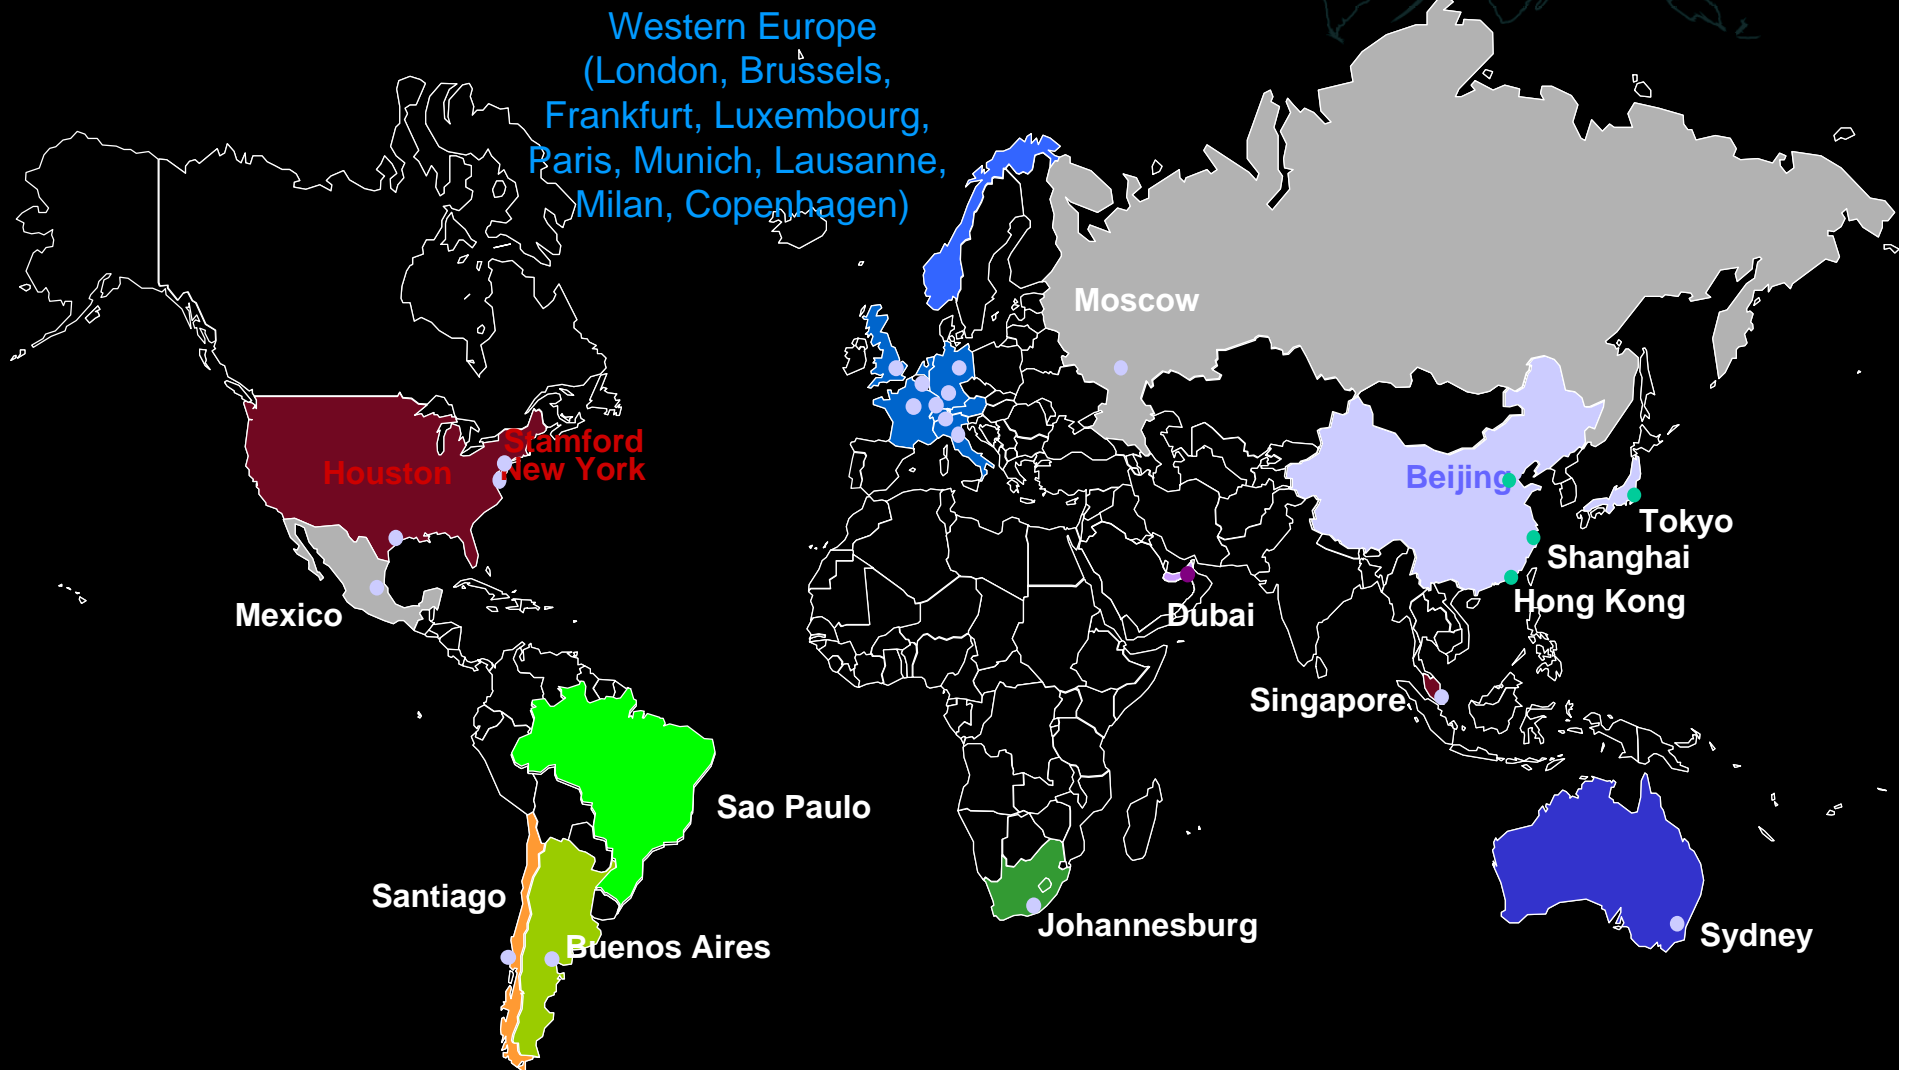 Western Europe
(London, Brussels,
Frankfurt, Luxembourg,
Paris, Munich, Lausanne,
Milan, Copenhagen)
Moscow
Stamford
New York
Houston
Beijing
Tokyo
Shanghai
Hong Kong
Mexico
Dubai
Singapore
Sao Paulo
Santiago
Buenos Aires
Johannesburg
Sydney